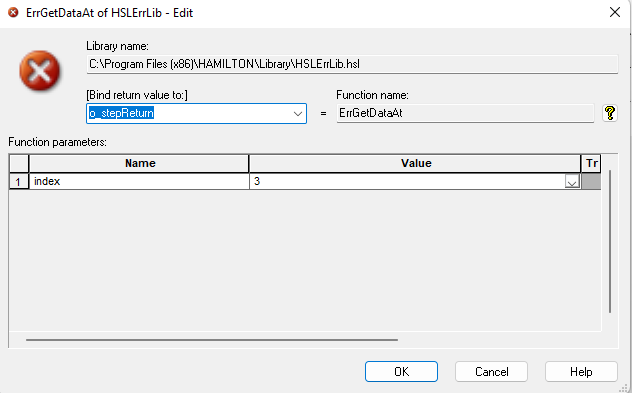 ErrGetDataAt of HSLErrLib - Edit
Library name:
C:\Program Files (x86)\HAMILTON\Library\HSLErrLib.hsl
[Bind return value to:]
Function name:
o_stepReturn
=
ErrGetDataAt
?
Function parameters:
Name Value Tr
1 index 3
OK Cancel Help